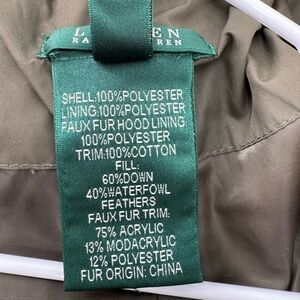 SHELL:100%POLYESTER
LINING:100%POLYESTER
FAUX FUR HOOD LINING:
100%POLYESTER
TRIM:100%COTTON
FILL:
60%DOWN
40%WATERFOWL
FEATHERS
FAUX FUR TRIM:
75% ACRYLIC
13% MODACRYLIC
12% POLYESTER
FUR ORIGIN: CHINA